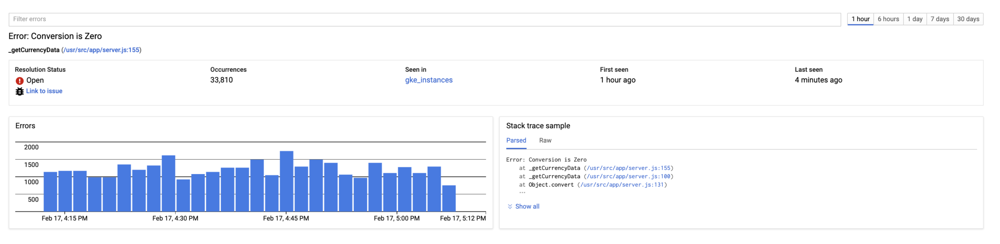 Filter errors
1 hour 6 hours 1 day 7 days 30 days
Error: Conversion is Zero
_getCurrencyData (/usr/src/app/server.js:155)
Resolution Status
Open
Link to issue
Occurrences
33,810
Seen in
gke_instances
First seen
1 hour ago
Last seen
4 minutes ago
Errors
2000
1500
1000
500
Feb 17, 4:15 PM Feb 17, 4:30 PM Feb 17, 4:45 PM Feb 17, 5:00 PM Feb 17, 5:12 PM
Stack trace sample
Parsed Raw
Error: Conversion is Zero
at _getCurrencyData (/usr/src/app/server.js:155)
at _getCurrencyData (/usr/src/app/server.js:100)
at Object.convert (/usr/src/app/server.js:131)
...
Show all